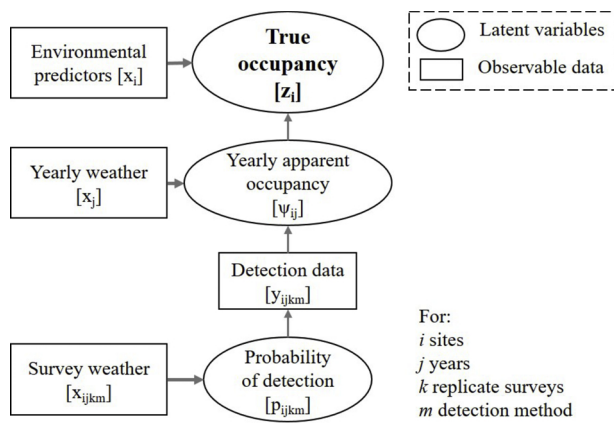 Environmental
predictors [xi]
True
occupancy
[zi]
Latent variables
Observable data
Yearly weather
[xj]
Yearly apparent
occupancy
[ψij]
Detection data
[yijkm]
Survey weather
[xijkm]
Probability
of detection
[pijkm]
For:
i sites
j years
k replicate surveys
m detection method